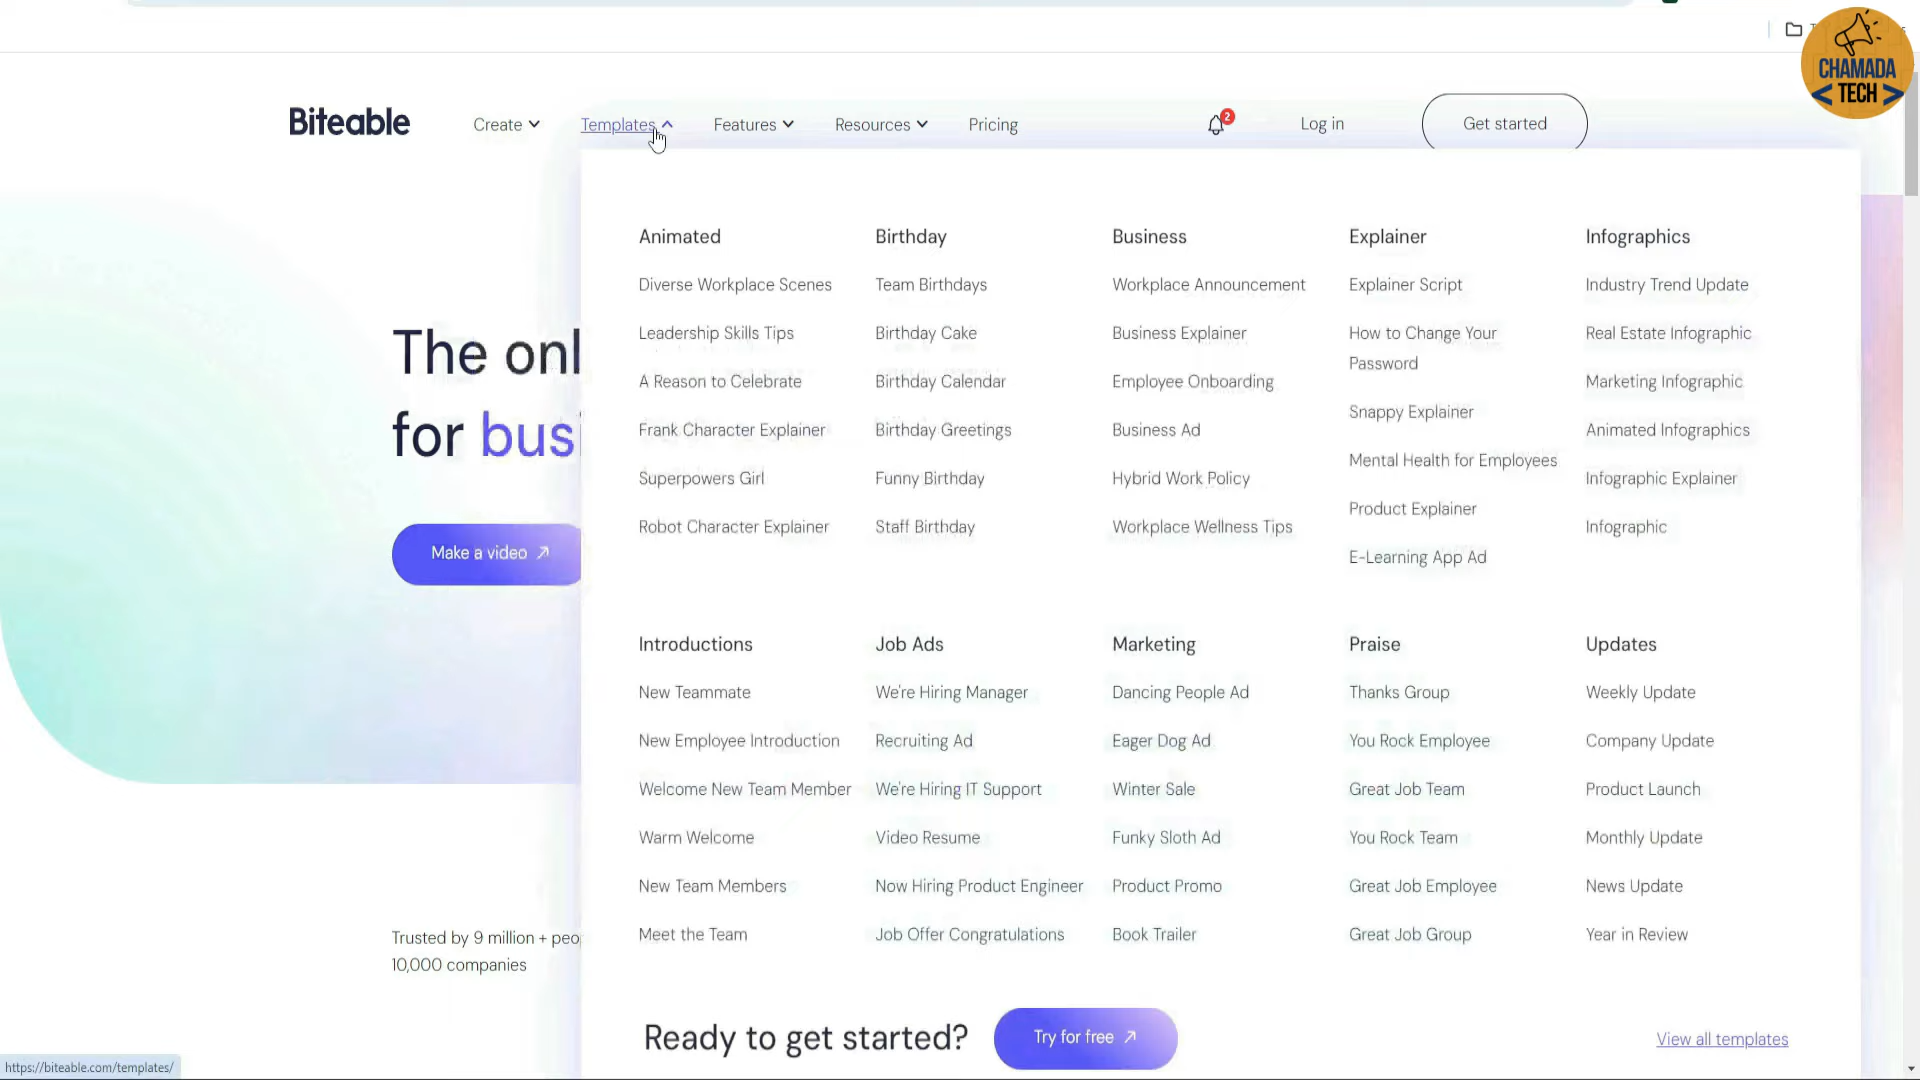 CHAMADA
< TECH >
Biteable
Create
Templates
Features
Resources
Pricing
2
Log in
Get started
The onl
for busi
Make a video
Trusted by 9 million + peo
10,000 companies
Animated
Diverse Workplace Scenes
Leadership Skills Tips
A Reason to Celebrate
Frank Character Explainer
Superpowers Girl
Robot Character Explainer
Birthday
Team Birthdays
Birthday Cake
Birthday Calendar
Birthday Greetings
Funny Birthday
Staff Birthday
Business
Workplace Announcement
Business Explainer
Employee Onboarding
Business Ad
Hybrid Work Policy
Workplace Wellness Tips
Explainer
Explainer Script
How to Change Your
Password
Snappy Explainer
Mental Health for Employees
Product Explainer
E-Learning App Ad
Infographics
Industry Trend Update
Real Estate Infographic
Marketing Infographic
Animated Infographics
Infographic Explainer
Infographic
Introductions
New Teammate
New Employee Introduction
Welcome New Team Member
Warm Welcome
New Team Members
Meet the Team
Job Ads
We're Hiring Manager
Recruiting Ad
We're Hiring IT Support
Video Resume
Now Hiring Product Engineer
Job Offer Congratulations
Marketing
Dancing People Ad
Eager Dog Ad
Winter Sale
Funky Sloth Ad
Product Promo
Book Trailer
Praise
Thanks Group
You Rock Employee
Great Job Team
You Rock Team
Great Job Employee
Great Job Group
Updates
Weekly Update
Company Update
Product Launch
Monthly Update
News Update
Year in Review
Ready to get started?
Try for free
View all templates
https://biteable.com/templates/